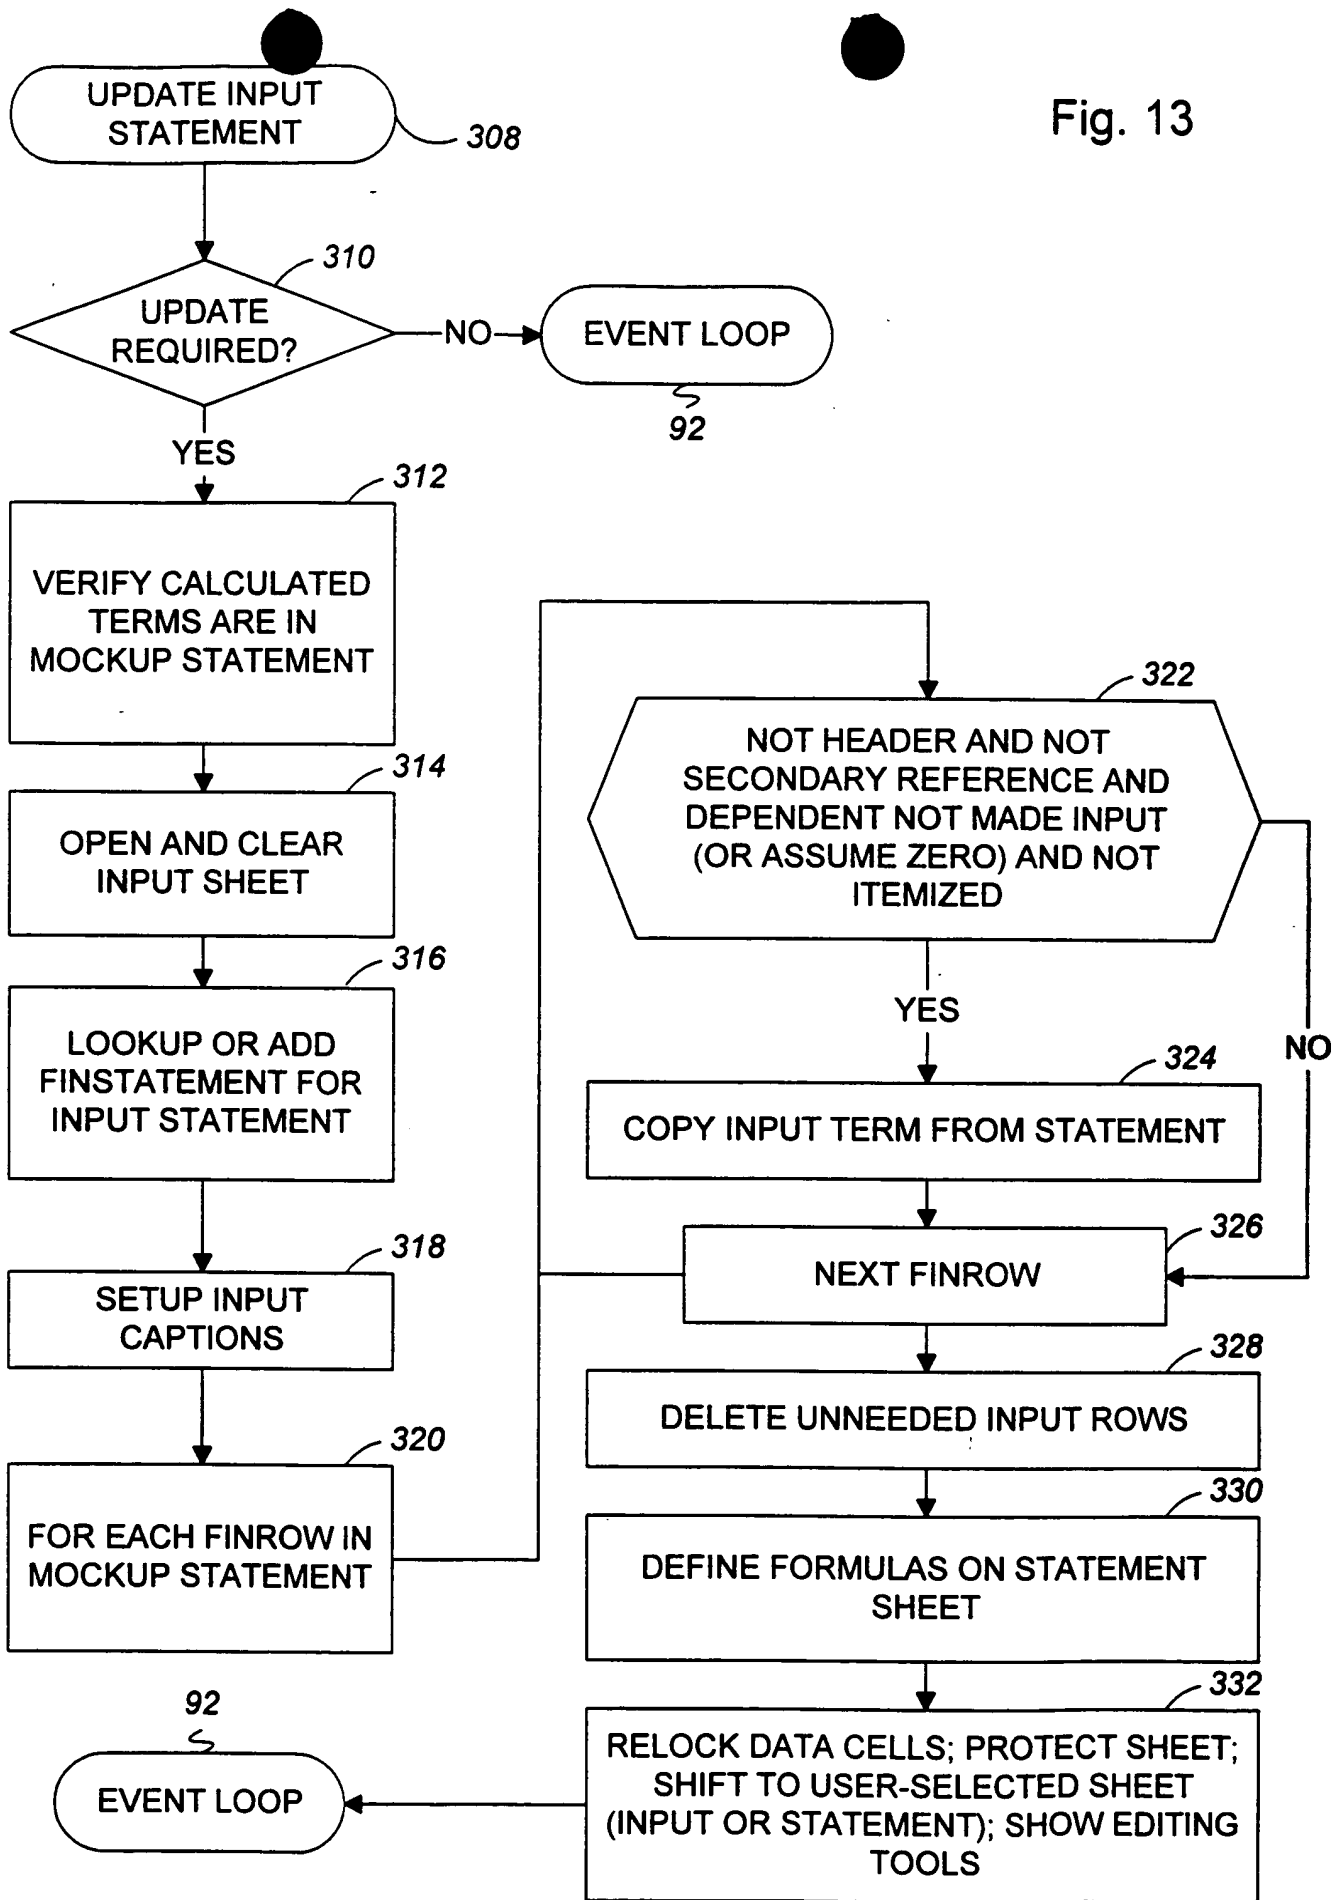 Fig. 13
UPDATE INPUT
STATEMENT
308
310
UPDATE
REQUIRED?
NO
EVENT LOOP
92
YES
312
VERIFY CALCULATED
TERMS ARE IN
MOCKUP STATEMENT
314
OPEN AND CLEAR
INPUT SHEET
316
LOOKUP OR ADD
FINSTATEMENT FOR
INPUT STATEMENT
318
SETUP INPUT
CAPTIONS
320
FOR EACH FINROW IN
MOCKUP STATEMENT
322
NOT HEADER AND NOT
SECONDARY REFERENCE AND
DEPENDENT NOT MADE INPUT
(OR ASSUME ZERO) AND NOT
ITEMIZED
YES
NO
324
COPY INPUT TERM FROM STATEMENT
326
NEXT FINROW
328
DELETE UNNEEDED INPUT ROWS
330
DEFINE FORMULAS ON STATEMENT
SHEET
332
RELOCK DATA CELLS; PROTECT SHEET;
SHIFT TO USER-SELECTED SHEET
(INPUT OR STATEMENT); SHOW EDITING
TOOLS
92
EVENT LOOP